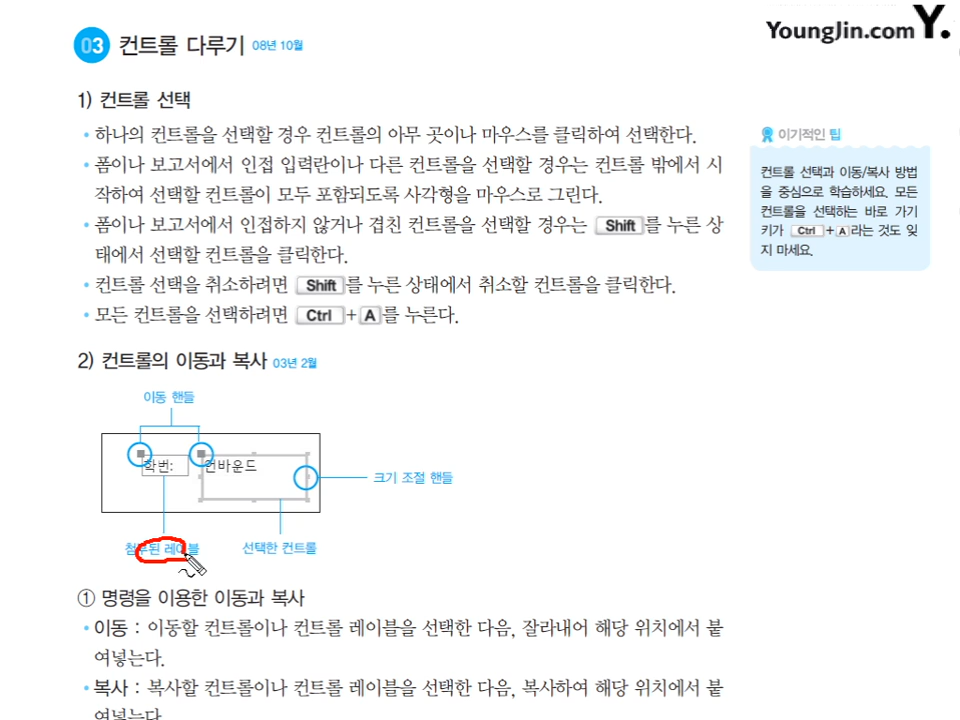 YoungJin.com Y.
03 컨트롤 다루기 08년 10월
1) 컨트롤 선택
• 하나의 컨트롤을 선택할 경우 컨트롤의 아무 곳이나 마우스를 클릭하여 선택한다.
• 폼이나 보고서에서 인접 입력란이나 다른 컨트롤을 선택할 경우는 컨트롤 밖에서 시
작하여 선택할 컨트롤이 모두 포함되도록 사각형을 마우스로 그린다.
• 폼이나 보고서에서 인접하지 않거나 겹친 컨트롤을 선택할 경우는 Shift 를 누른 상
태에서 선택할 컨트롤을 클릭한다.
• 컨트롤 선택을 취소하려면 Shift 를 누른 상태에서 취소할 컨트롤을 클릭한다.
• 모든 컨트롤을 선택하려면 Ctrl + A 를 누른다.
이기적인 팁
컨트롤 선택과 이동/복사 방법
을 중심으로 학습하세요. 모든
컨트롤을 선택하는 바로 가기
키가 Ctrl + A 라는 것도 잊
지 마세요.
2) 컨트롤의 이동과 복사 03년 2월
이동 핸들
학번: 언바운드
크기 조절 핸들
첨부된 레이블 선택한 컨트롤
① 명령을 이용한 이동과 복사
• 이동 : 이동할 컨트롤이나 컨트롤 레이블을 선택한 다음, 잘라내어 해당 위치에서 붙
여넣는다.
• 복사 : 복사할 컨트롤이나 컨트롤 레이블을 선택한 다음, 복사하여 해당 위치에서 붙
여넣는다.